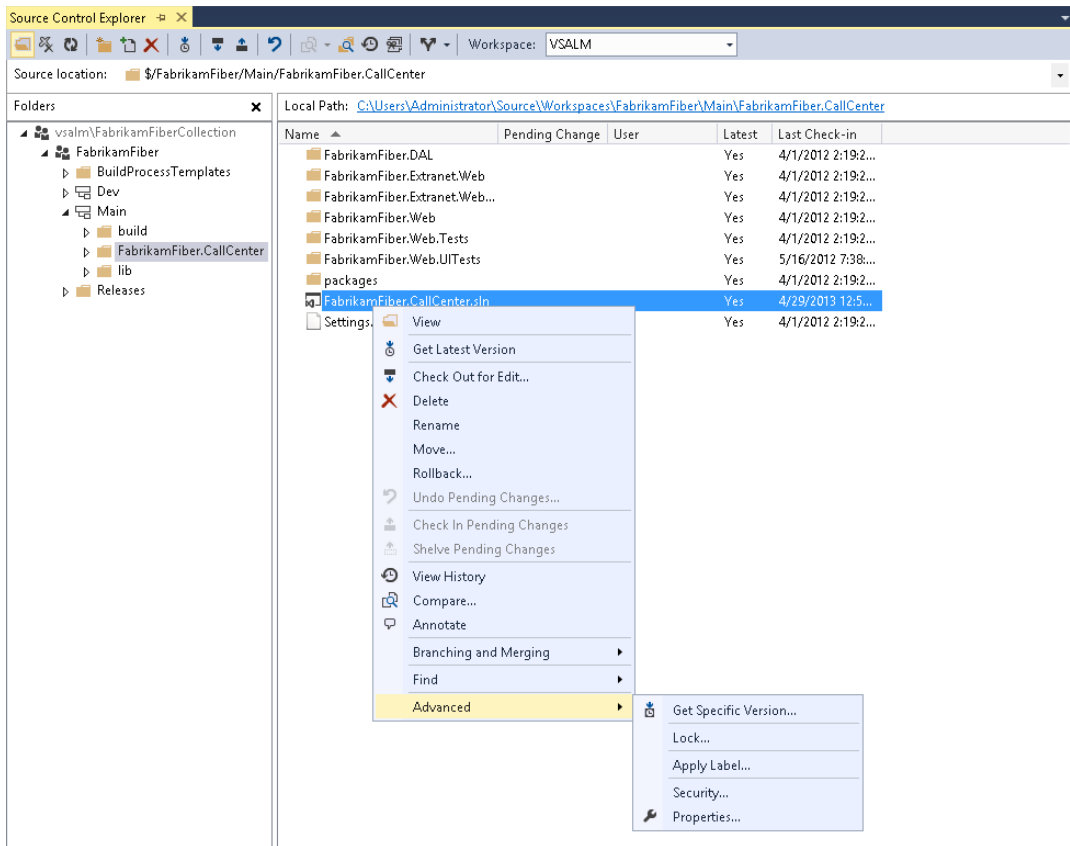 Source Control Explorer
Workspace: VSALM
Source location: $/FabrikamFiber/Main/FabrikamFiber.CallCenter
Folders
Local Path: C:\Users\Administrator\Source\Workspaces\FabrikamFiber\Main\FabrikamFiber.CallCenter
vsalm\FabrikamFiberCollection
FabrikamFiber
BuildProcessTemplates
Dev
Main
build
FabrikamFiber.CallCenter
lib
Releases
Name Pending Change User Latest Last Check-in
FabrikamFiber.DAL Yes 4/1/2012 2:19:2...
FabrikamFiber.Extranet.Web Yes 4/1/2012 2:19:2...
FabrikamFiber.Extranet.Web... Yes 4/1/2012 2:19:2...
FabrikamFiber.Web Yes 4/1/2012 2:19:2...
FabrikamFiber.Web.Tests Yes 4/1/2012 2:19:2...
FabrikamFiber.Web.UITests Yes 5/16/2012 7:38:...
packages Yes 4/1/2012 2:19:2...
FabrikamFiber.CallCenter.sln Yes 4/29/2013 12:5...
Settings. Yes 4/1/2012 2:19:2...
View
Get Latest Version
Check Out for Edit...
Delete
Rename
Move...
Rollback...
Undo Pending Changes...
Check In Pending Changes
Shelve Pending Changes
View History
Compare...
Annotate
Branching and Merging
Find
Advanced
Get Specific Version...
Lock...
Apply Label...
Security...
Properties...